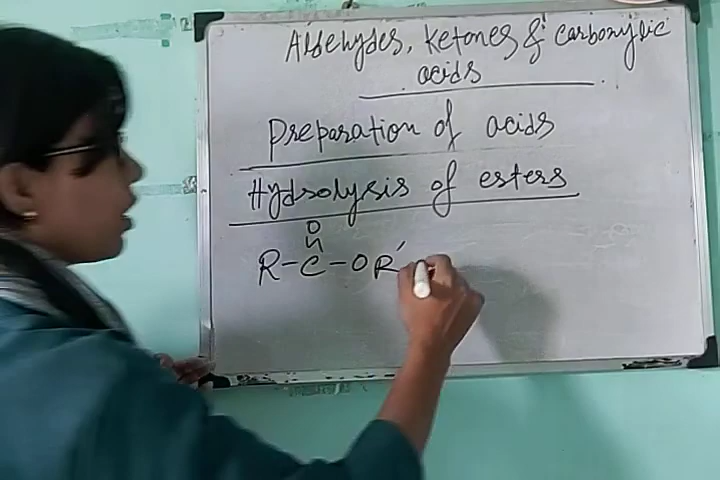 Aldehydes, Ketones & carboxylic
acids
Preparation of acids
Hydrolysis of esters
O
||
R-C-OR'